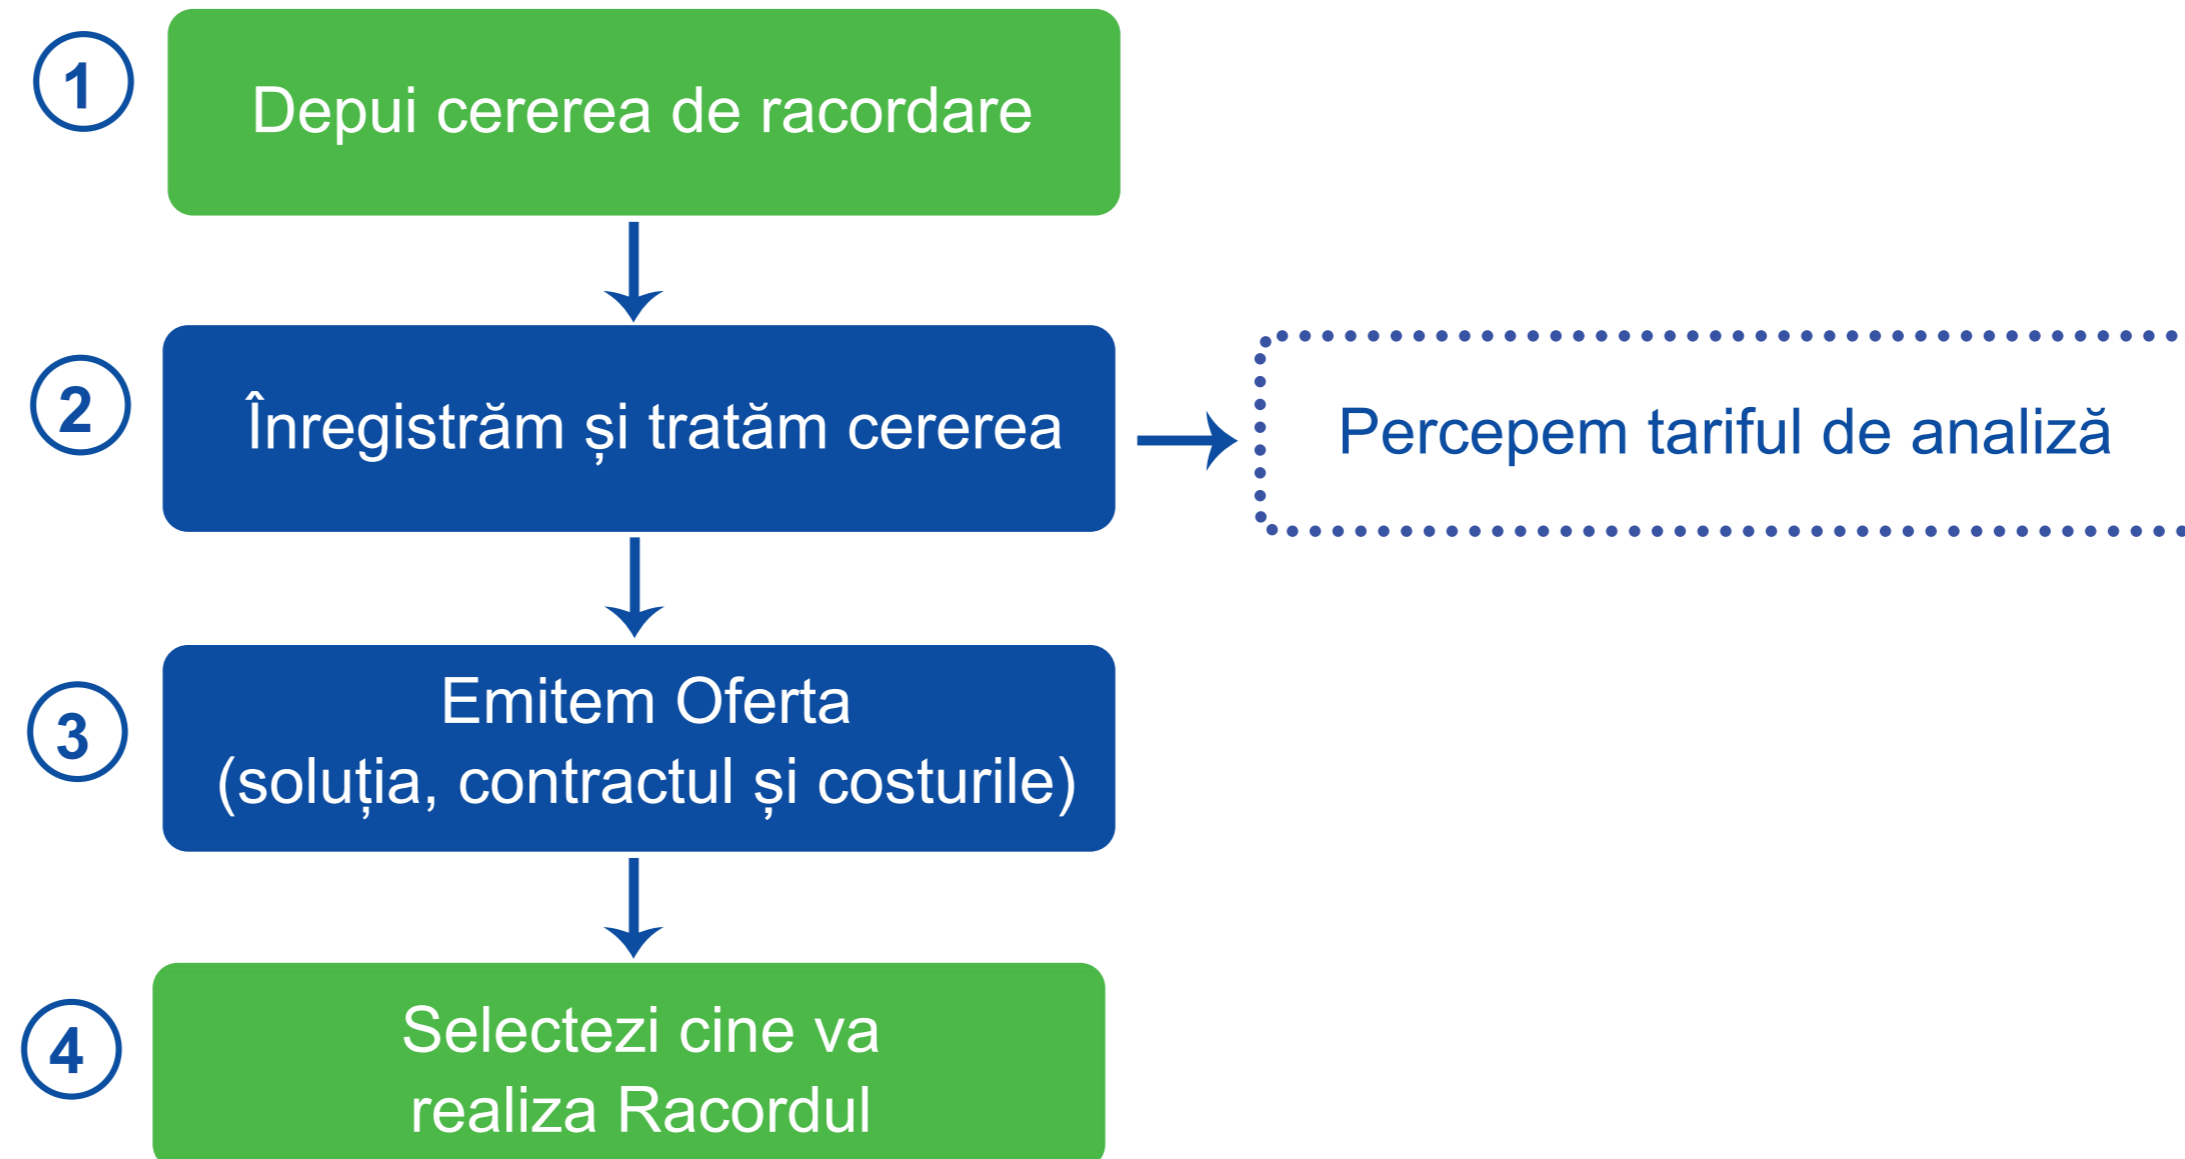 1
Depui cererea de racordare
2
Înregistrăm și tratăm cererea
Percepem tariful de analiză
3
Emitem Oferta
(soluția, contractul și costurile)
4
Selectezi cine va
realiza Racordul